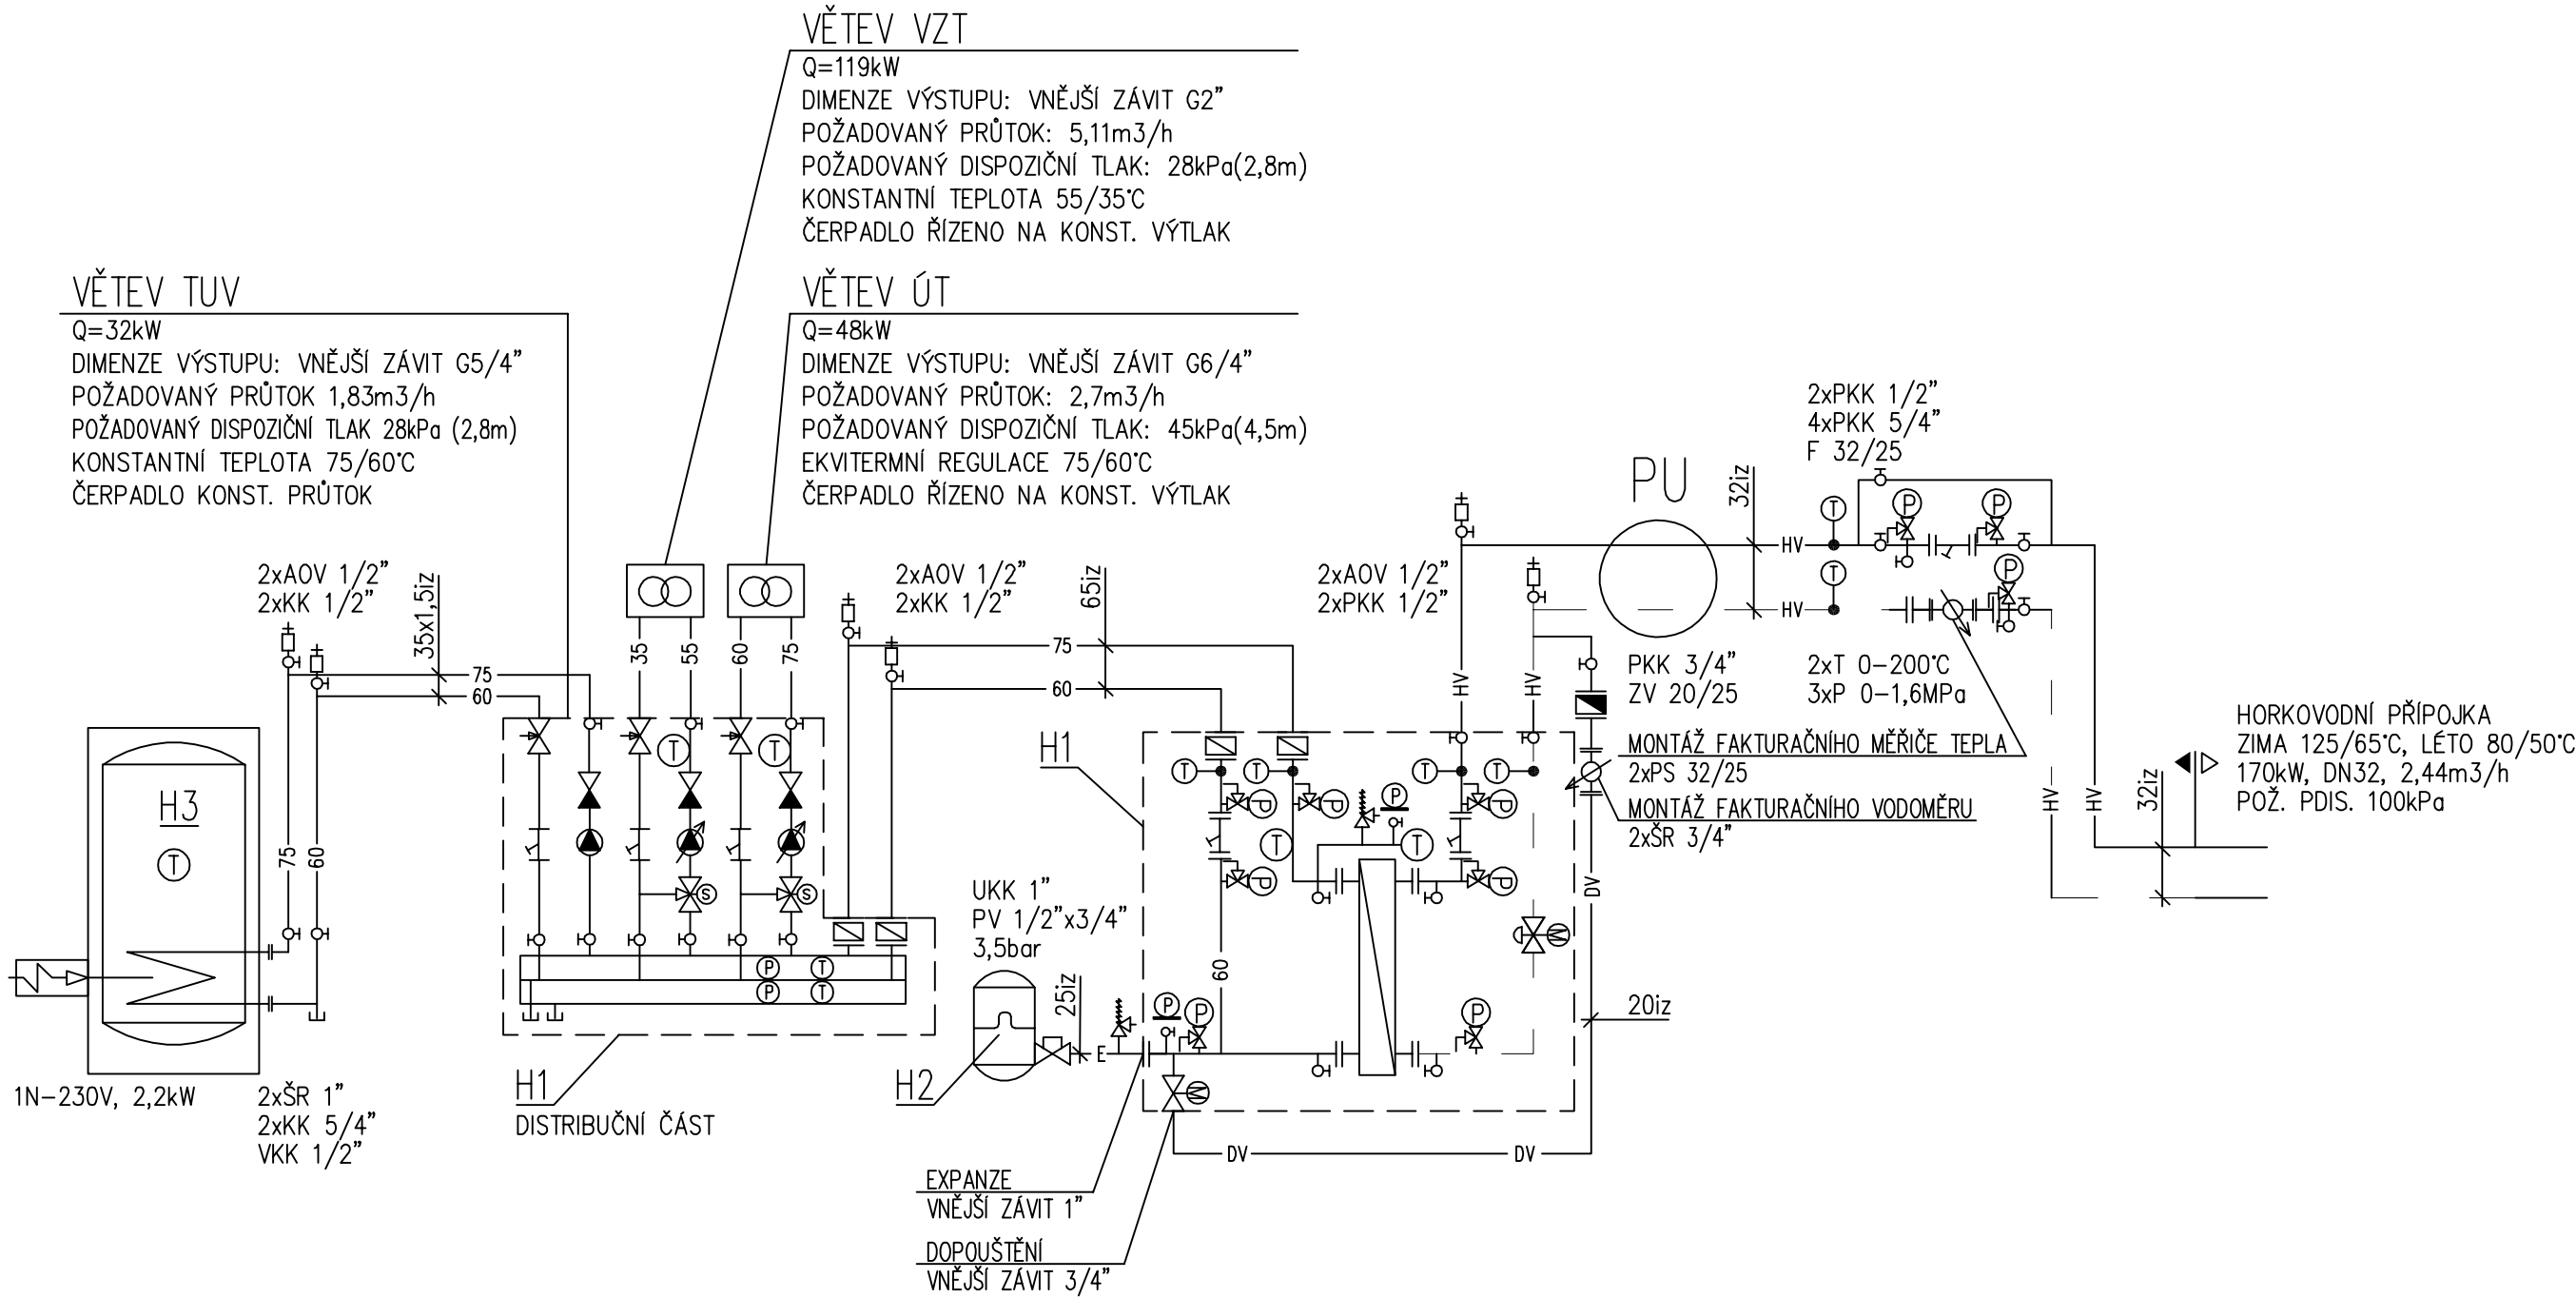 VĚTEV VZT
Q=119kW
DIMENZE VÝSTUPU: VNĚJŠÍ ZÁVIT G2"
POŽADOVANÝ PRŮTOK: 5,11m3/h
POŽADOVANÝ DISPOZIČNÍ TLAK: 28kPa(2,8m)
KONSTANTNÍ TEPLOTA 55/35°C
ČERPADLO ŘÍZENO NA KONST. VÝTLAK
VĚTEV TUV
Q=32kW
DIMENZE VÝSTUPU: VNĚJŠÍ ZÁVIT G5/4"
POŽADOVANÝ PRŮTOK 1,83m3/h
POŽADOVANÝ DISPOZIČNÍ TLAK 28kPa (2,8m)
KONSTANTNÍ TEPLOTA 75/60°C
ČERPADLO KONST. PRŮTOK
VĚTEV ÚT
Q=48kW
DIMENZE VÝSTUPU: VNĚJŠÍ ZÁVIT G6/4"
POŽADOVANÝ PRŮTOK: 2,7m3/h
POŽADOVANÝ DISPOZIČNÍ TLAK: 45kPa(4,5m)
EKVITERMNÍ REGULACE 75/60°C
ČERPADLO ŘÍZENO NA KONST. VÝTLAK
2xPKK 1/2"
4xPKK 5/4"
F 32/25
PU
32iz
T
P
P
HV
T
P
HV
2xAOV 1/2"
2xKK 1/2"
35x1,5iz
75
60
2xAOV 1/2"
2xKK 1/2"
65iz
75
60
2xAOV 1/2"
2xPKK 1/2"
HV
HV
35
55
60
75
PKK 3/4"
ZV 20/25
2xT 0-200°C
3xP 0-1,6MPa
MONTÁŽ FAKTURAČNÍHO MĚŘIČE TEPLA
2xPS 32/25
MONTÁŽ FAKTURAČNÍHO VODOMĚRU
2xŠR 3/4"
HV
HV
32iz
HORKOVODNÍ PŘÍPOJKA
ZIMA 125/65°C, LÉTO 80/50°C
170kW, DN32, 2,44m3/h
POŽ. PDIS. 100kPa
H3
T
75
60
T
T
S
S
P
T
P
T
H1
T
T
T
T
P
P
P
P
T
T
P
P
M
DV
60
UKK 1"
PV 1/2"x3/4"
3,5bar
25iz
E
P
P
P
M
20iz
1N-230V, 2,2kW
2xŠR 1"
2xKK 5/4"
VKK 1/2"
H1
DISTRIBUČNÍ ČÁST
H2
DV
DV
EXPANZE
VNĚJŠÍ ZÁVIT 1"
DOPOUŠTĚNÍ
VNĚJŠÍ ZÁVIT 3/4"